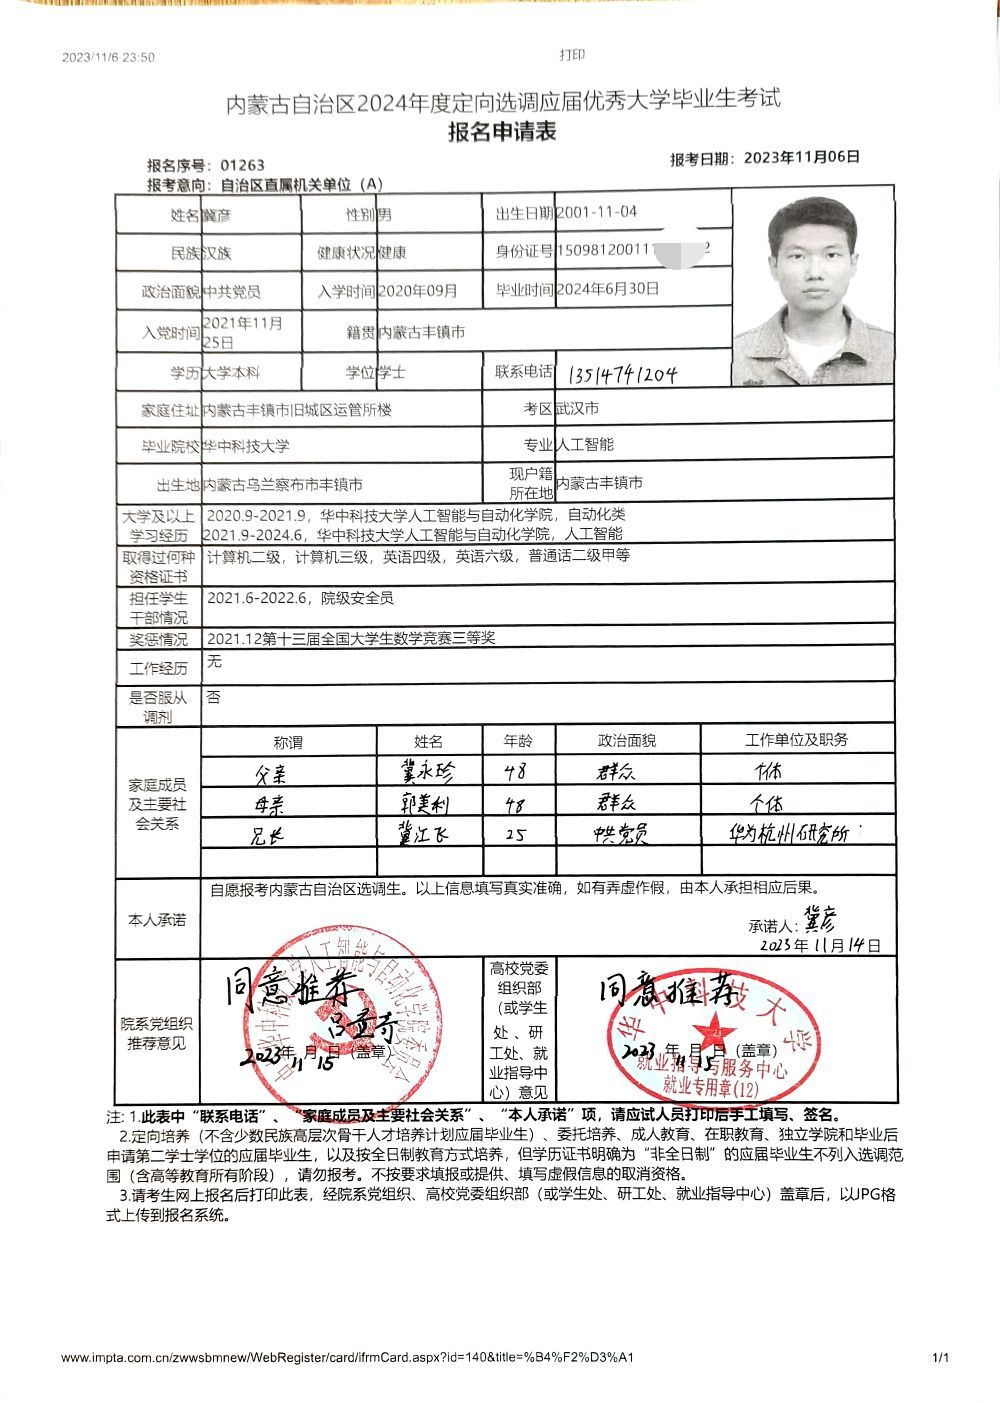 2023/11/6 23:50
打印
内蒙古自治区2024年度定向选调应届优秀大学毕业生考试
报名申请表
报名序号：01263
报考日期：2023年11月06日
报考意向：自治区直属机关单位（A）
姓名 冀彦 性别 男 出生日期 2001-11-04
民族 汉族 健康状况 健康 身份证号 15098120011 2
政治面貌 中共党员 入学时间 2020年09月 毕业时间 2024年6月30日
入党时间 2021年11月25日 籍贯 内蒙古丰镇市
学历 大学本科 学位 学士 联系电话 13514741204
家庭住址 内蒙古丰镇市旧城区运管所楼 考区 武汉市
毕业院校 华中科技大学 专业 人工智能
出生地 内蒙古乌兰察布市丰镇市 现户籍所在地 内蒙古丰镇市
大学及以上学习经历
2020.9-2021.9，华中科技大学人工智能与自动化学院，自动化类
2021.9-2024.6，华中科技大学人工智能与自动化学院，人工智能
取得过何种资格证书 计算机二级，计算机三级，英语四级，英语六级，普通话二级甲等
担任学生干部情况 2021.6-2022.6，院级安全员
奖惩情况 2021.12第十三届全国大学生数学竞赛三等奖
工作经历 无
是否服从调剂 否
家庭成员及主要社会关系
称谓 姓名 年龄 政治面貌 工作单位及职务
父亲 冀永珍 48 群众 个体
母亲 郭美利 48 群众 个体
兄长 冀江飞 25 中共党员 华为杭州研究所
本人承诺
自愿报考内蒙古自治区选调生。以上信息填写真实准确，如有弄虚作假，由本人承担相应后果。
承诺人：冀彦
2023年11月14日
院系党组织推荐意见
同意推荐
2023年11月15日（盖章）
高校党委组织部（或学生处、研工处、就业指导中心）意见
同意推荐
2023年11月15日（盖章）
华中科技大学
就业指导与服务中心
就业专用章(12)
注: 1.此表中“联系电话”、“家庭成员及主要社会关系”、“本人承诺”项，请应试人员打印后手工填写、签名。
2.定向培养（不含少数民族高层次骨干人才培养计划应届毕业生）、委托培养、成人教育、在职教育、独立学院和毕业后
申请第二学士学位的应届毕业生，以及按全日制教育方式培养，但学历证书明确为“非全日制”的应届毕业生不列入选调范
围（含高等教育所有阶段），请勿报考。不按要求填报或提供、填写虚假信息的取消资格。
3.请考生网上报名后打印此表，经院系党组织、高校党委组织部（或学生处、研工处、就业指导中心）盖章后，以JPG格
式上传到报名系统。
www.impta.com.cn/zwwsbmnew/WebRegister/card/ifrmCard.aspx?id=140&title=%B4%F2%D3%A1
1/1